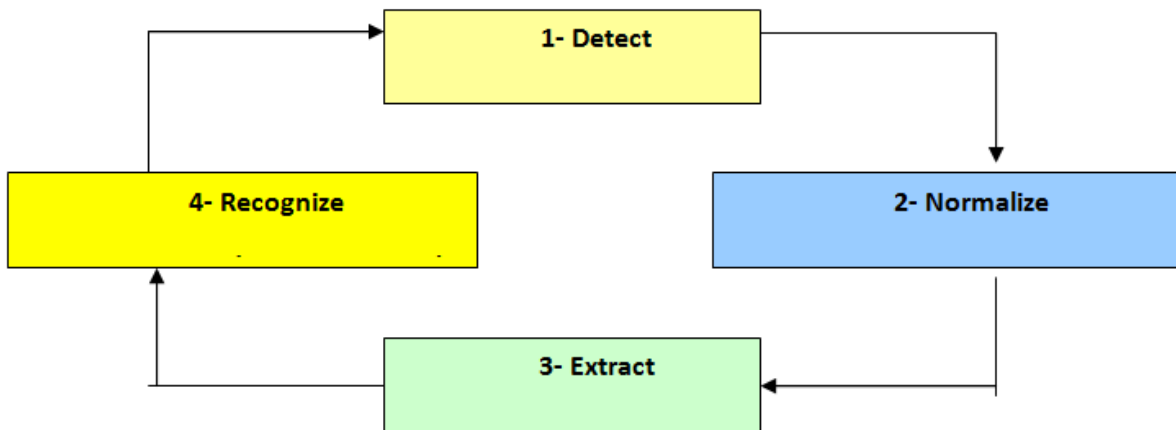 1- Detect
2- Normalize
3- Extract
4- Recognize